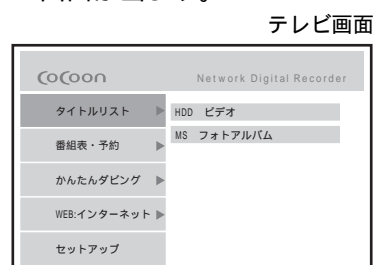 テレビ画面
CoCoon
Network Digital Recorder
タイトルリスト
HDD ビデオ
MS フォトアルバム
番組表・予約
かんたんダビング
WEB:インターネット
セットアップ